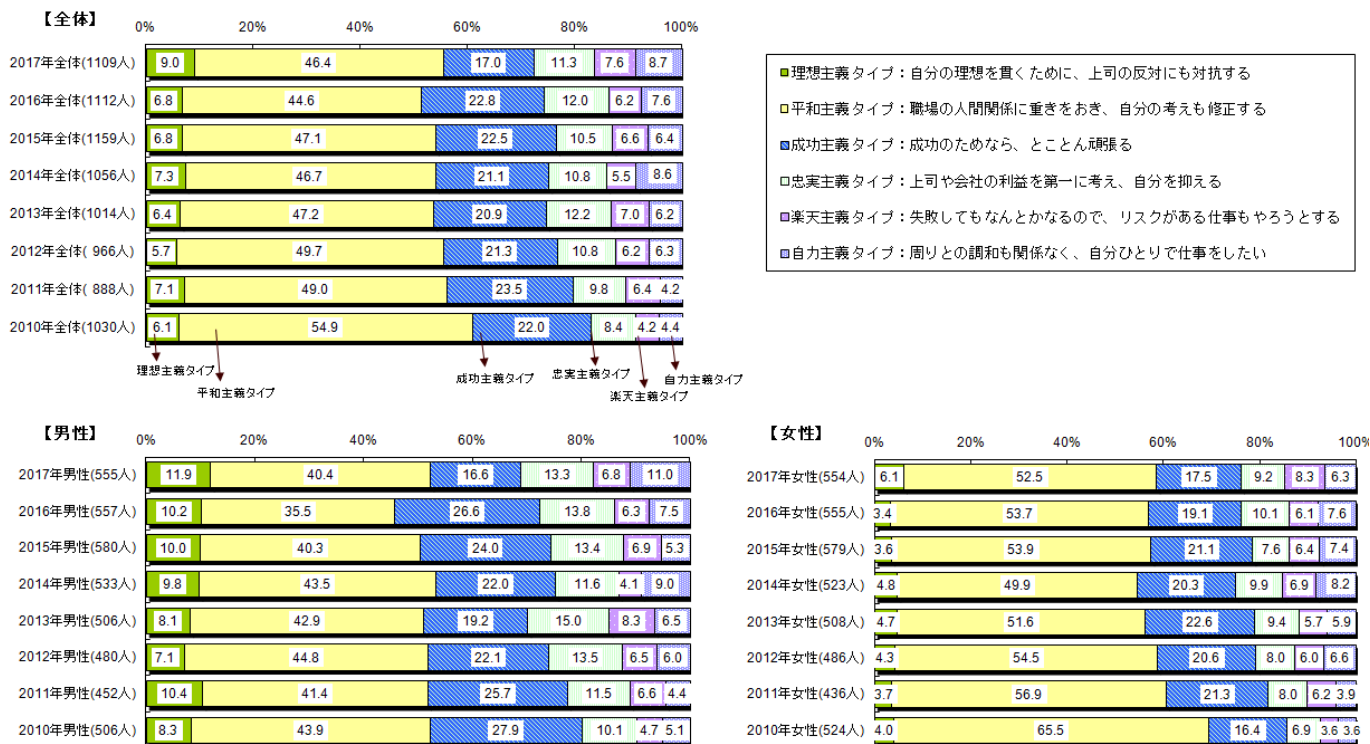 【全体】
0% 20% 40% 60% 80% 100%
2017年全体(1109人) 9.0 46.4 17.0 11.3 7.6 8.7
2016年全体(1112人) 6.8 44.6 22.8 12.0 6.2 7.6
2015年全体(1159人) 6.8 47.1 22.5 10.5 6.6 6.4
2014年全体(1056人) 7.3 46.7 21.1 10.8 5.5 8.6
2013年全体(1014人) 6.4 47.2 20.9 12.2 7.0 6.2
2012年全体( 966人) 5.7 49.7 21.3 10.8 6.2 6.3
2011年全体( 888人) 7.1 49.0 23.5 9.8 6.4 4.2
2010年全体(1030人) 6.1 54.9 22.0 8.4 4.2 4.4
理想主義タイプ 平和主義タイプ 成功主義タイプ 忠実主義タイプ 楽天主義タイプ 自力主義タイプ
理想主義タイプ：自分の理想を貫くために、上司の反対にも対抗する
平和主義タイプ：職場の人間関係に重きをおき、自分の考えも修正する
成功主義タイプ：成功のためなら、とことん頑張る
忠実主義タイプ：上司や会社の利益を第一に考え、自分を抑える
楽天主義タイプ：失敗してもなんとかなるので、リスクがある仕事もやろうとする
自力主義タイプ：周りとの調和も関係なく、自分ひとりで仕事をしたい
【男性】
0% 20% 40% 60% 80% 100%
2017年男性(555人) 11.9 40.4 16.6 13.3 6.8 11.0
2016年男性(557人) 10.2 35.5 26.6 13.8 6.3 7.5
2015年男性(580人) 10.0 40.3 24.0 13.4 6.9 5.3
2014年男性(533人) 9.8 43.5 22.0 11.6 4.1 9.0
2013年男性(506人) 8.1 42.9 19.2 15.0 8.3 6.5
2012年男性(480人) 7.1 44.8 22.1 13.5 6.5 6.0
2011年男性(452人) 10.4 41.4 25.7 11.5 6.6 4.4
2010年男性(506人) 8.3 43.9 27.9 10.1 4.7 5.1
【女性】
0% 20% 40% 60% 80% 100%
2017年女性(554人) 6.1 52.5 17.5 9.2 8.3 6.3
2016年女性(555人) 3.4 53.7 19.1 10.1 6.1 7.6
2015年女性(579人) 3.6 53.9 21.1 7.6 6.4 7.4
2014年女性(523人) 4.8 49.9 20.3 9.9 6.9 8.2
2013年女性(508人) 4.7 51.6 22.6 9.4 5.7 5.9
2012年女性(486人) 4.3 54.5 20.6 8.0 6.0 6.6
2011年女性(436人) 3.7 56.9 21.3 8.0 6.2 3.9
2010年女性(524人) 4.0 65.5 16.4 6.9 3.6 3.6